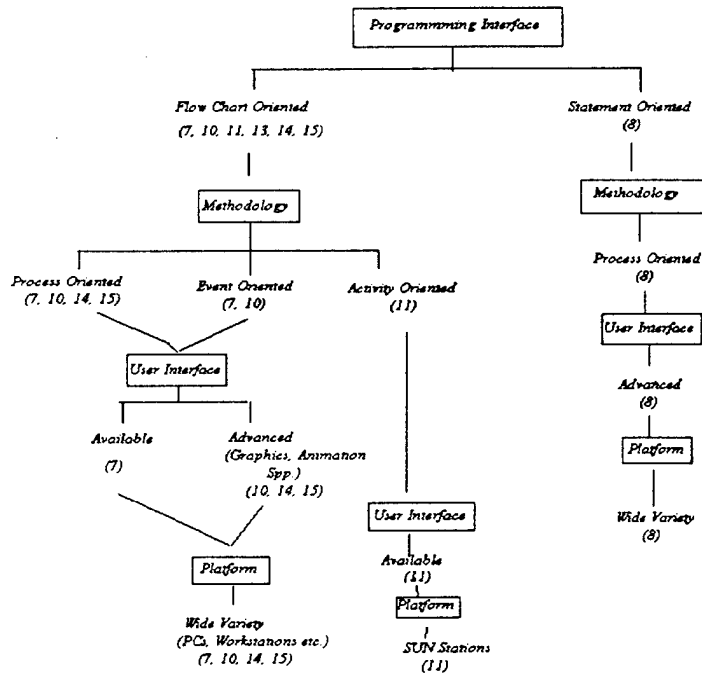 Programmming Interface
Flow Chart Oriented
(7, 10, 11, 13, 14, 15)
Statement Oriented
(8)
Methodology
Methodology
Process Oriented
(7, 10, 14, 15)
Event Oriented
(7, 10)
Activity Oriented
(11)
Process Oriented
(8)
User Interface
User Interface
Available
(7)
Advanced
(Graphics, Animation
Spp.)
(10, 14, 15)
Advanced
(8)
Platform
Wide Variety
(8)
User Interface
Available
(11)
Platform
SUN Stations
(11)
Platform
Wide Variety
(PCs, Workstations etc.)
(7, 10, 14, 15)